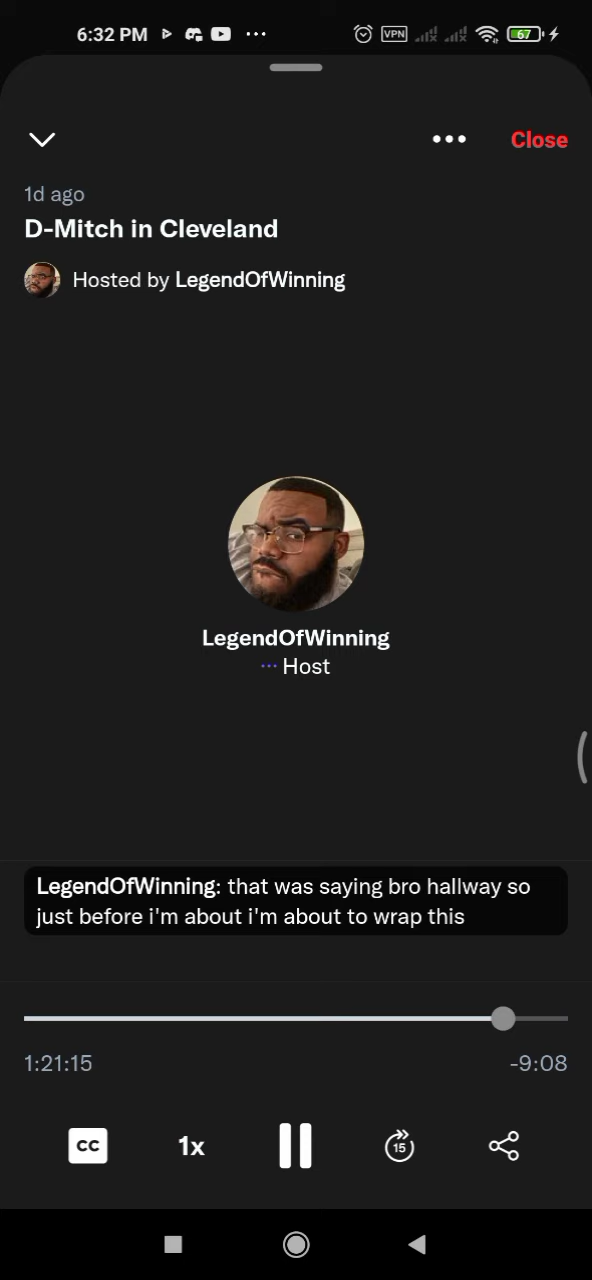 6:32 PM VPN 67
Close
1d ago
D-Mitch in Cleveland
Hosted by LegendOfWinning
LegendOfWinning
Host
LegendOfWinning: that was saying bro hallway so
just before i'm about i'm about to wrap this
1:21:15 -9:08
CC 1x 15